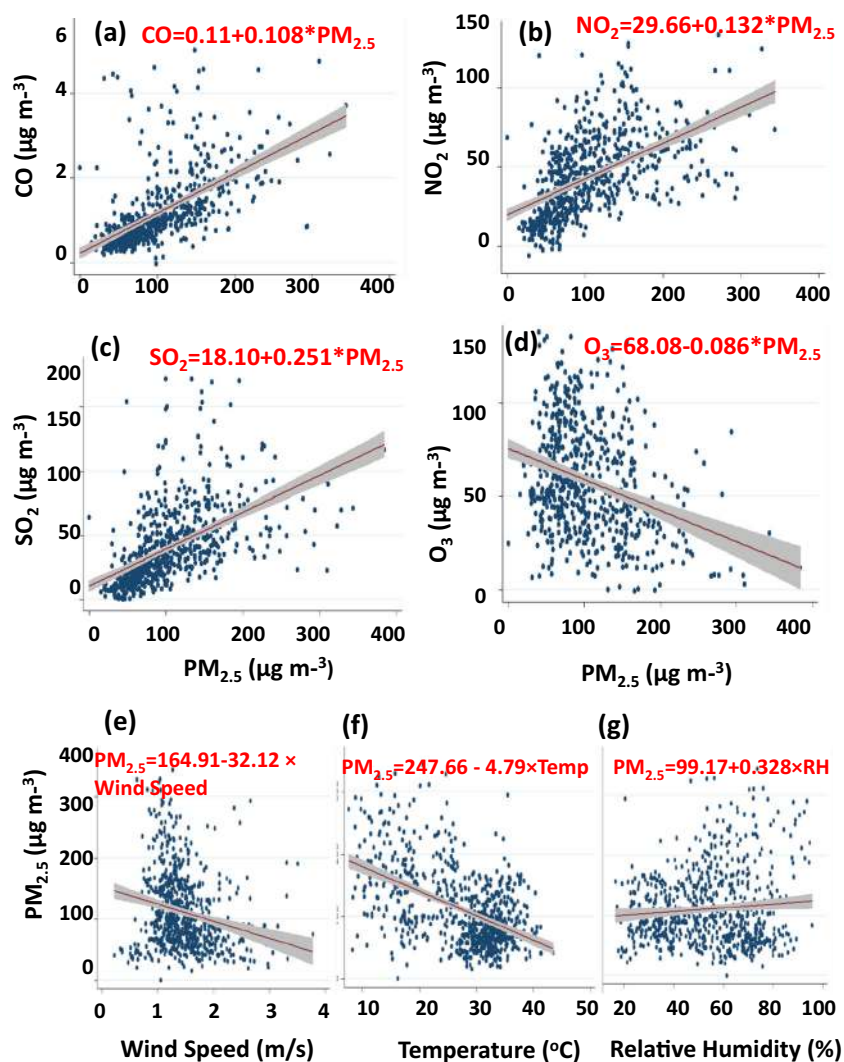 (a)
CO=0.11+0.108*PM2.5
6
4
2
0
CO (µg m-³)
0 100 200 300 400
(b)
NO2=29.66+0.132*PM2.5
150
100
50
0
NO2 (µg m-³)
0 100 200 300 400
(c)
SO2=18.10+0.251*PM2.5
200
150
100
50
0
SO2 (µg m-³)
0 100 200 300 400
PM2.5 (µg m-³)
(d)
O3=68.08-0.086*PM2.5
150
100
50
0
O3 (µg m-³)
0 100 200 300 400
PM2.5 (µg m-³)
(e)
PM2.5=164.91-32.12 ×
Wind Speed
400
300
200
100
0
PM2.5 (µg m-³)
0 1 2 3 4
Wind Speed (m/s)
(f)
PM2.5=247.66 - 4.79×Temp
10 20 30 40 50
Temperature (oC)
(g)
PM2.5=99.17+0.328×RH
20 40 60 80 100
Relative Humidity (%)